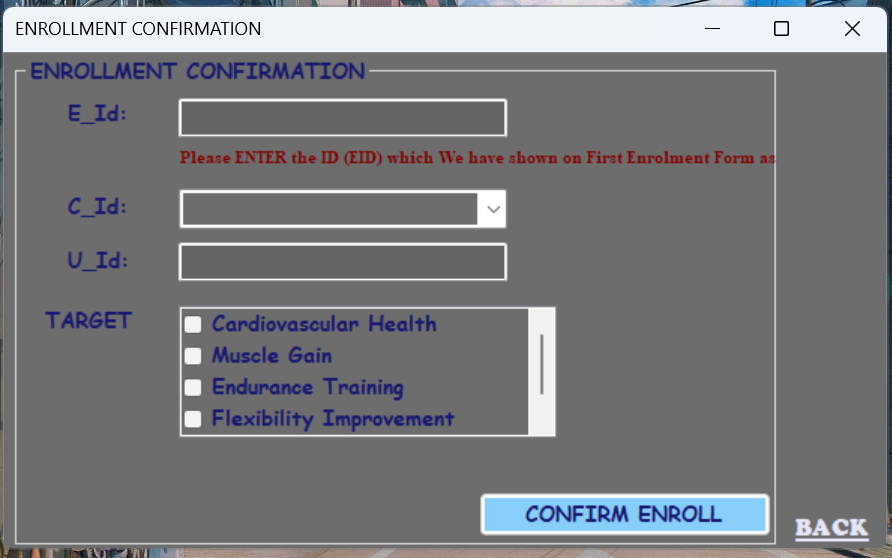 ENROLLMENT CONFIRMATION
ENROLLMENT CONFIRMATION
E_Id:
Please ENTER the ID (EID) which We have shown on First Enrolment Form as
C_Id:
U_Id:
TARGET
Cardiovascular Health
Muscle Gain
Endurance Training
Flexibility Improvement
CONFIRM ENROLL
BACK